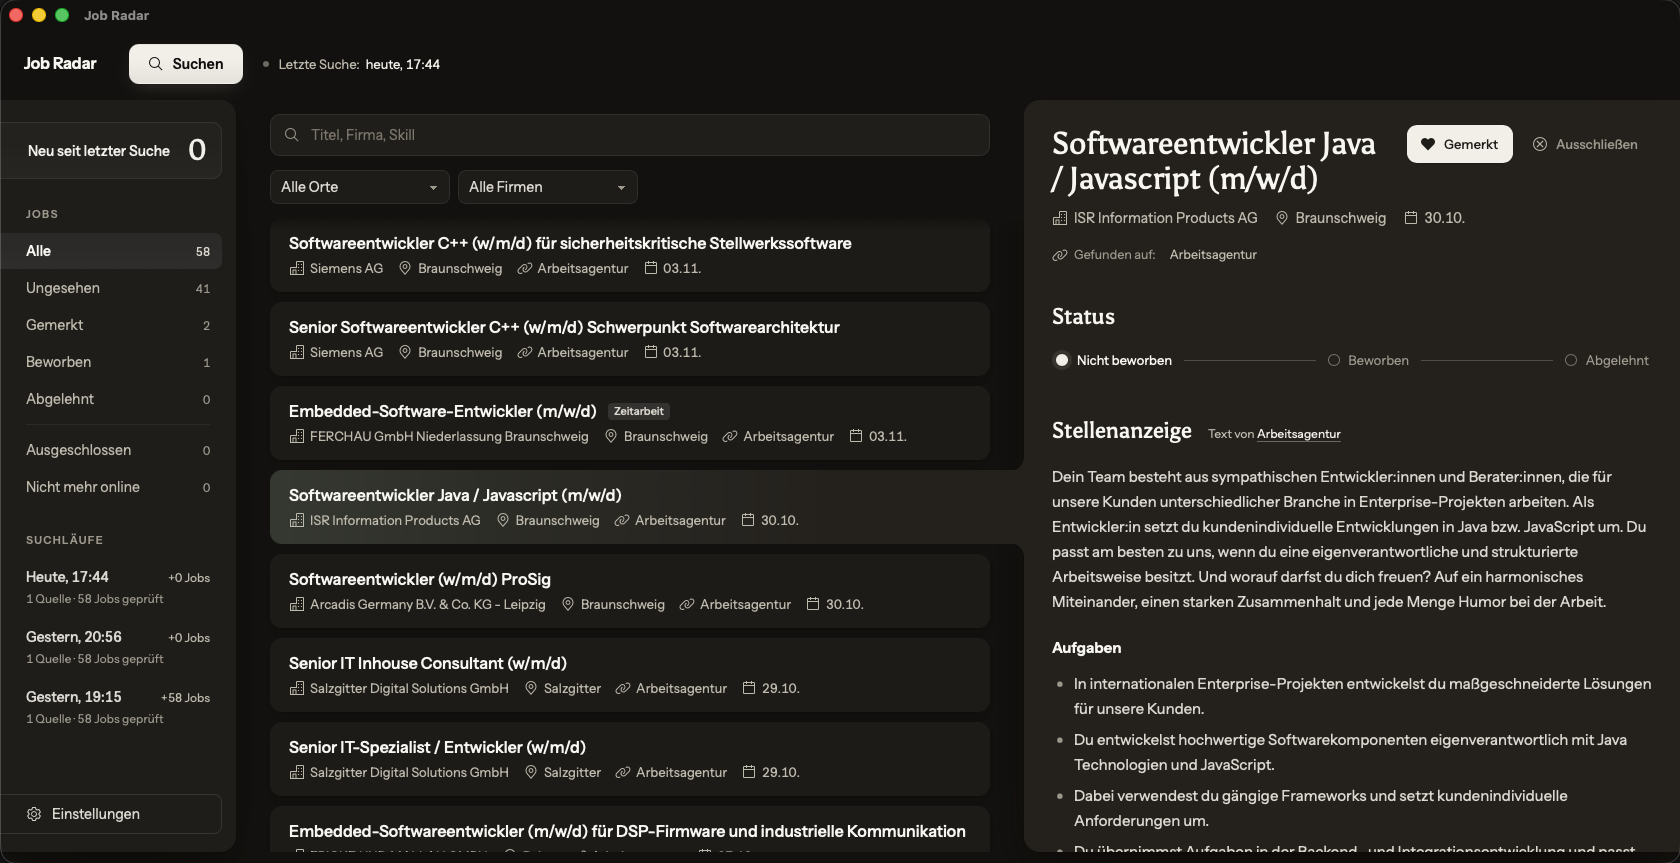 Job Radar
Job Radar
Suchen
Letzte Suche: heute, 17:44
Neu seit letzter Suche 0
JOBS
Alle 58
Ungesehen 41
Gemerkt 2
Beworben 1
Abgelehnt 0
Ausgeschlossen 0
Nicht mehr online 0
SUCHLÄUFE
Heute, 17:44 +0 Jobs
1 Quelle · 58 Jobs geprüft
Gestern, 20:56 +0 Jobs
1 Quelle · 58 Jobs geprüft
Gestern, 19:15 +58 Jobs
1 Quelle · 58 Jobs geprüft
Einstellungen
Titel, Firma, Skill
Alle Orte Alle Firmen
Softwareentwickler C++ (w/m/d) für sicherheitskritische Stellwerkssoftware
Siemens AG Braunschweig Arbeitsagentur 03.11.
Senior Softwareentwickler C++ (w/m/d) Schwerpunkt Softwarearchitektur
Siemens AG Braunschweig Arbeitsagentur 03.11.
Embedded-Software-Entwickler (m/w/d) Zeitarbeit
FERCHAU GmbH Niederlassung Braunschweig Braunschweig Arbeitsagentur 03.11.
Softwareentwickler Java / Javascript (m/w/d)
ISR Information Products AG Braunschweig Arbeitsagentur 30.10.
Softwareentwickler (w/m/d) ProSig
Arcadis Germany B.V. & Co. KG - Leipzig Braunschweig Arbeitsagentur 30.10.
Senior IT Inhouse Consultant (w/m/d)
Salzgitter Digital Solutions GmbH Salzgitter Arbeitsagentur 29.10.
Senior IT-Spezialist / Entwickler (w/m/d)
Salzgitter Digital Solutions GmbH Salzgitter Arbeitsagentur 29.10.
Embedded-Softwareentwickler (m/w/d) für DSP-Firmware und industrielle Kommunikation
Softwareentwickler Java
/ Javascript (m/w/d)
Gemerkt Ausschließen
ISR Information Products AG Braunschweig 30.10.
Gefunden auf: Arbeitsagentur
Status
Nicht beworben Beworben Abgelehnt
Stellenanzeige Text von Arbeitsagentur
Dein Team besteht aus sympathischen Entwickler:innen und Berater:innen, die für
unsere Kunden unterschiedlicher Branche in Enterprise-Projekten arbeiten. Als
Entwickler:in setzt du kundenindividuelle Entwicklungen in Java bzw. JavaScript um. Du
passt am besten zu uns, wenn du eine eigenverantwortliche und strukturierte
Arbeitsweise besitzt. Und worauf darfst du dich freuen? Auf ein harmonisches
Miteinander, einen starken Zusammenhalt und jede Menge Humor bei der Arbeit.
Aufgaben
In internationalen Enterprise-Projekten entwickelst du maßgeschneiderte Lösungen
für unsere Kunden.
Du entwickelst hochwertige Softwarekomponenten eigenverantwortlich mit Java
Technologien und JavaScript.
Dabei verwendest du gängige Frameworks und setzt kundenindividuelle
Anforderungen um.
Du übernimmst Aufgaben in der Backend- und Integrationsentwicklung und passt